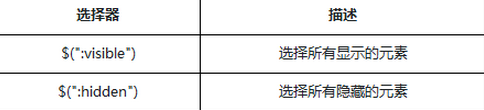 选择器 描述
$(":visible") 选择所有显示的元素
$(":hidden") 选择所有隐藏的元素